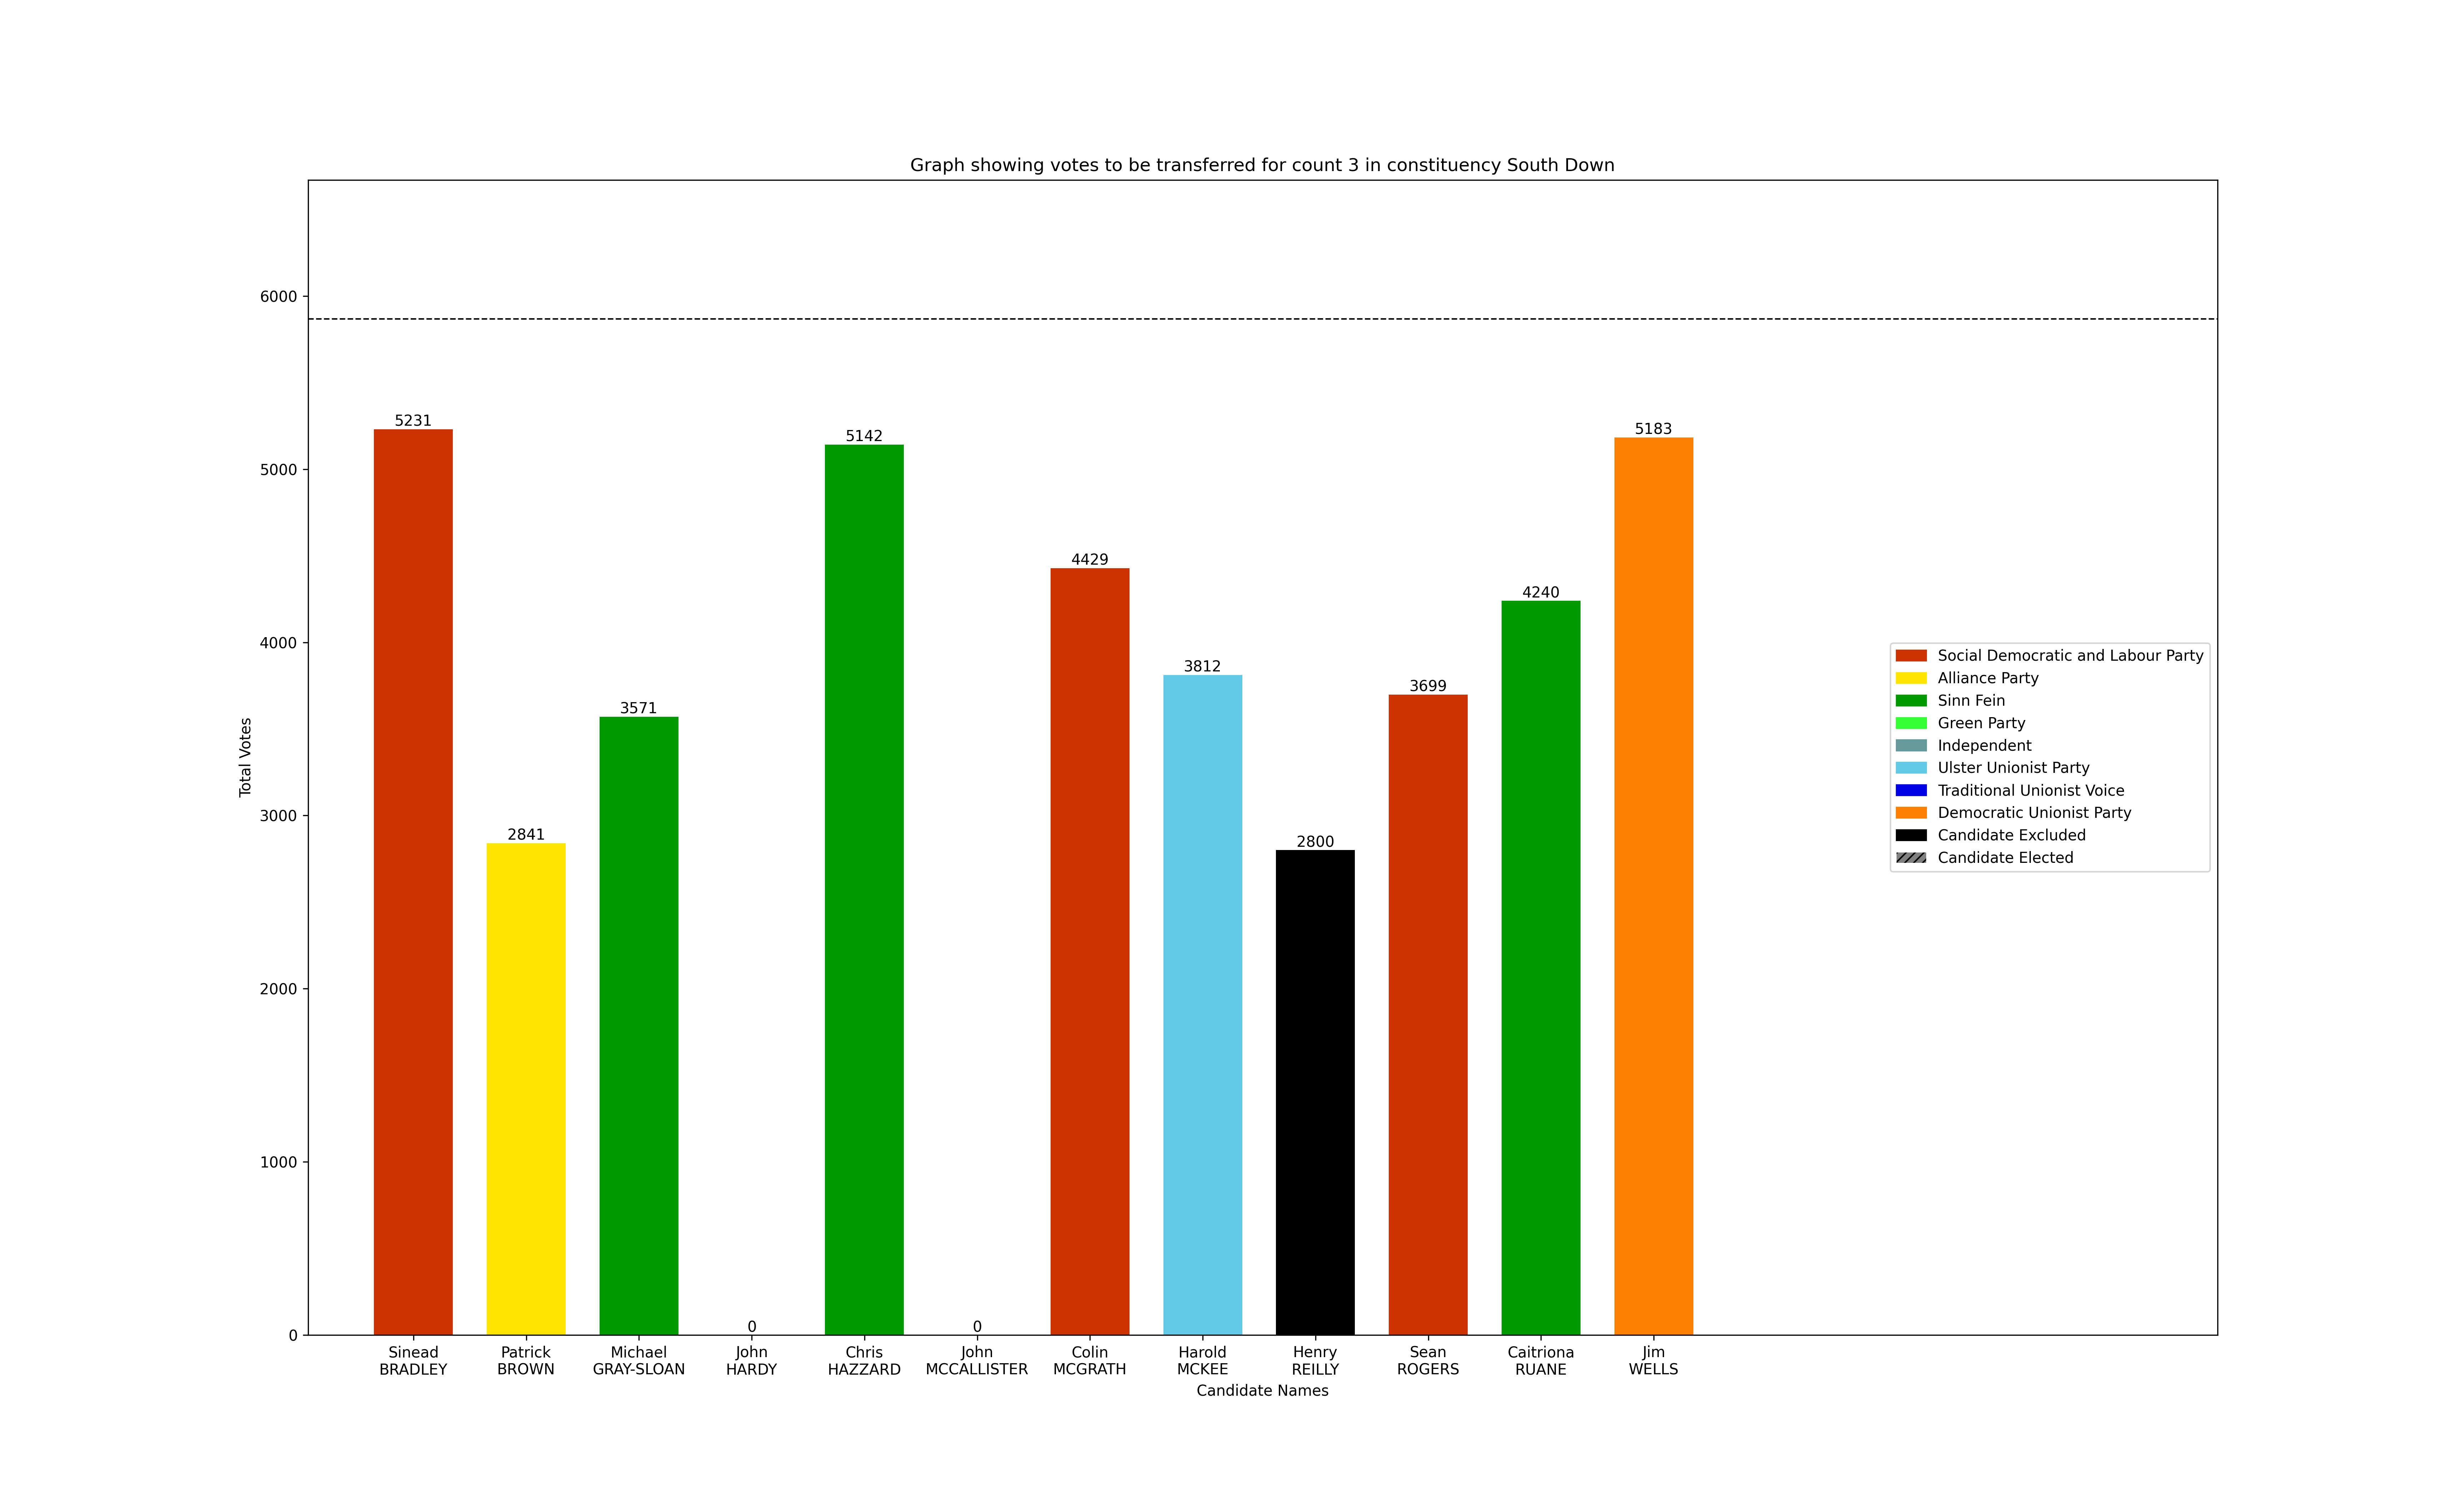 Graph showing votes to be transferred for count 3 in constituency South Down
Total Votes
6000
5000
4000
3000
2000
1000
0
5231
2841
3571
0
5142
0
4429
3812
2800
3699
4240
5183
Sinead
BRADLEY
Patrick
BROWN
Michael
GRAY-SLOAN
John
HARDY
Chris
HAZZARD
John
MCCALLISTER
Colin
MCGRATH
Harold
MCKEE
Henry
REILLY
Sean
ROGERS
Caitriona
RUANE
Jim
WELLS
Candidate Names
Social Democratic and Labour Party
Alliance Party
Sinn Fein
Green Party
Independent
Ulster Unionist Party
Traditional Unionist Voice
Democratic Unionist Party
Candidate Excluded
Candidate Elected